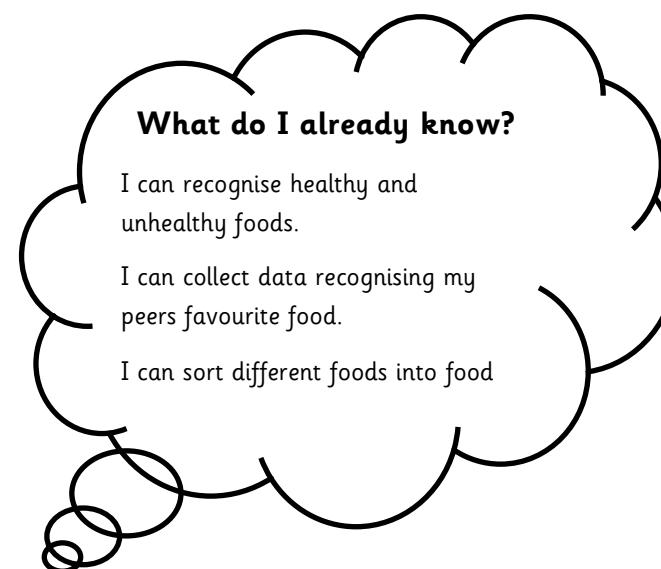 What do I already know?
I can recognise healthy and
unhealthy foods.
I can collect data recognising my
peers favourite food.
I can sort different foods into food